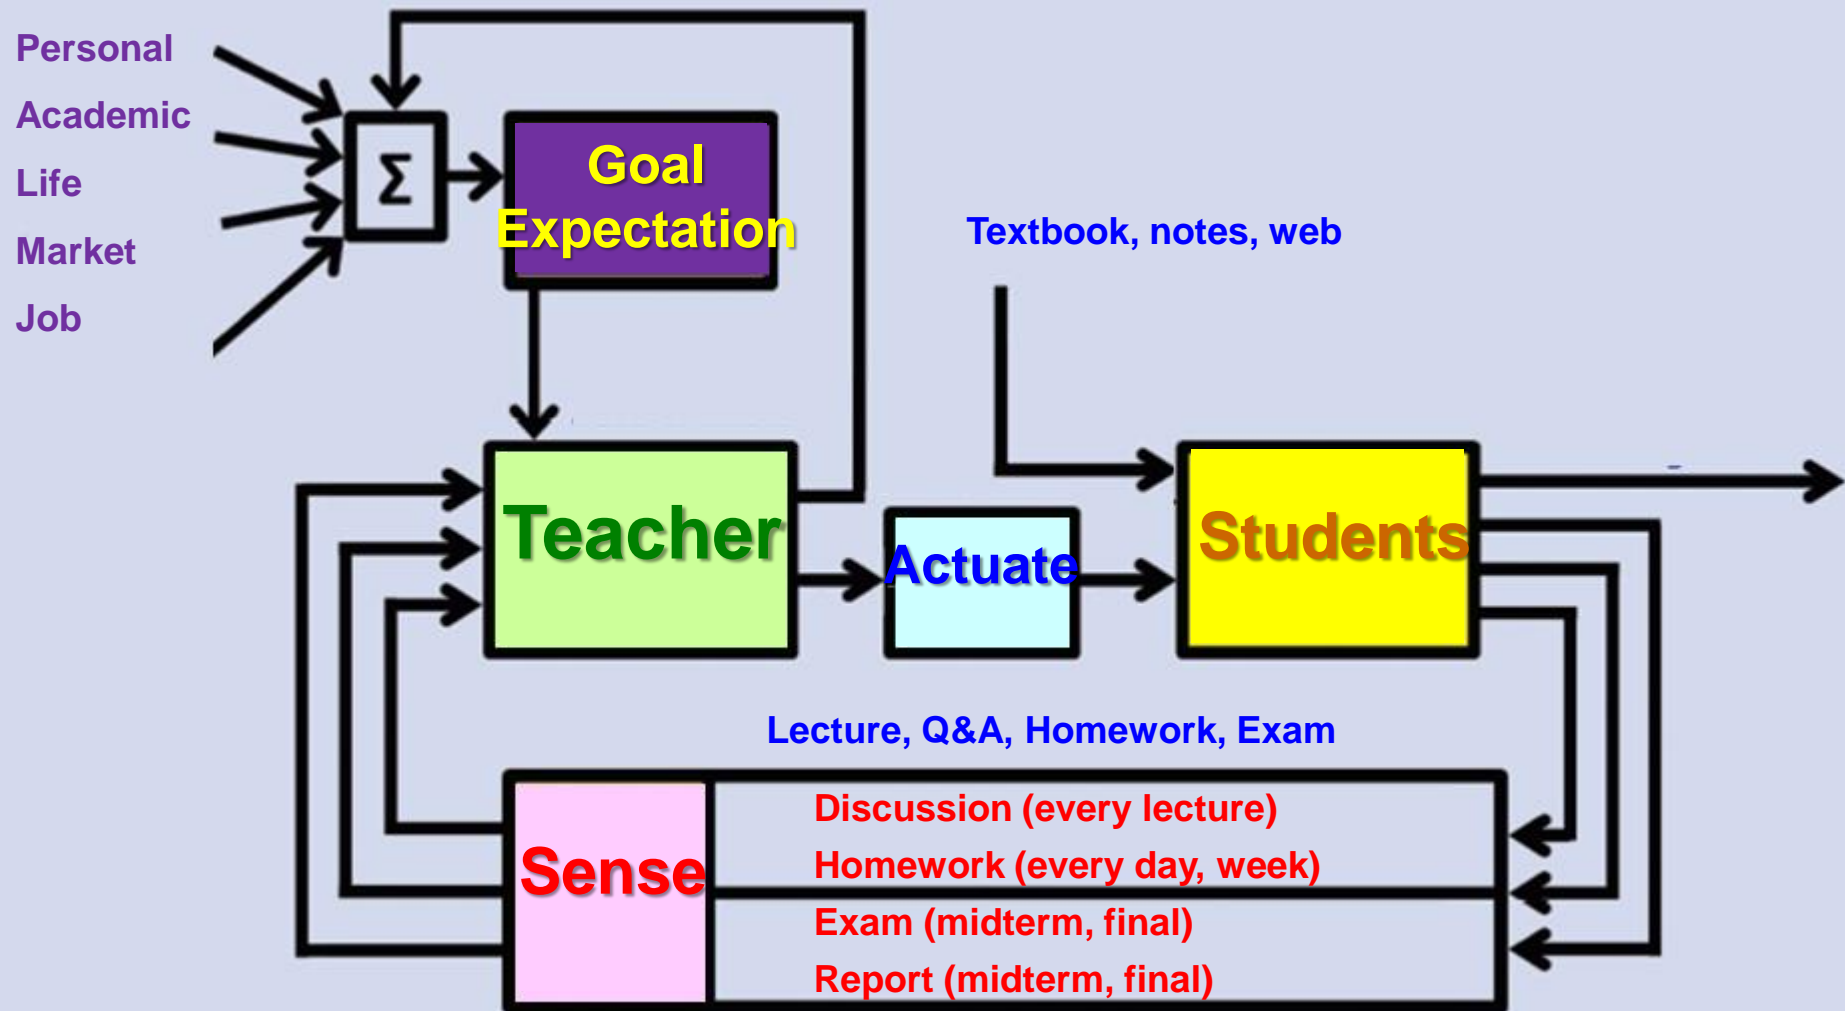 Personal
Academic
Life
Market
Job
Σ
Goal
Expectation
Textbook, notes, web
Teacher
Actuate
Students
Lecture, Q&A, Homework, Exam
Sense
Discussion (every lecture)
Homework (every day, week)
Exam (midterm, final)
Report (midterm, final)